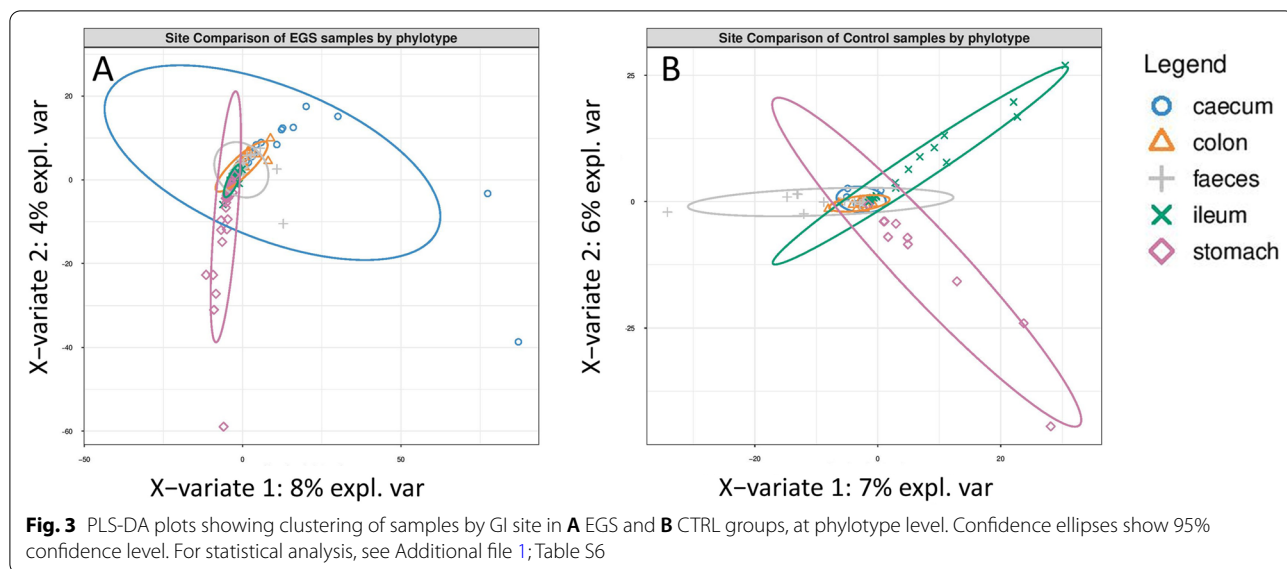 Site Comparison of EGS samples by phylotype
A
X-variate 2: 4% expl. var
20
0
-20
-40
-60
-50
0
50
X-variate 1: 8% expl. var
Site Comparison of Control samples by phylotype
B
X-variate 2: 6% expl. var
25
0
-25
-20
0
20
X-variate 1: 7% expl. var
Legend
caecum
colon
faeces
ileum
stomach
Fig. 3 PLS-DA plots showing clustering of samples by GI site in A EGS and B CTRL groups, at phylotype level. Confidence ellipses show 95%
confidence level. For statistical analysis, see Additional file 1; Table S6